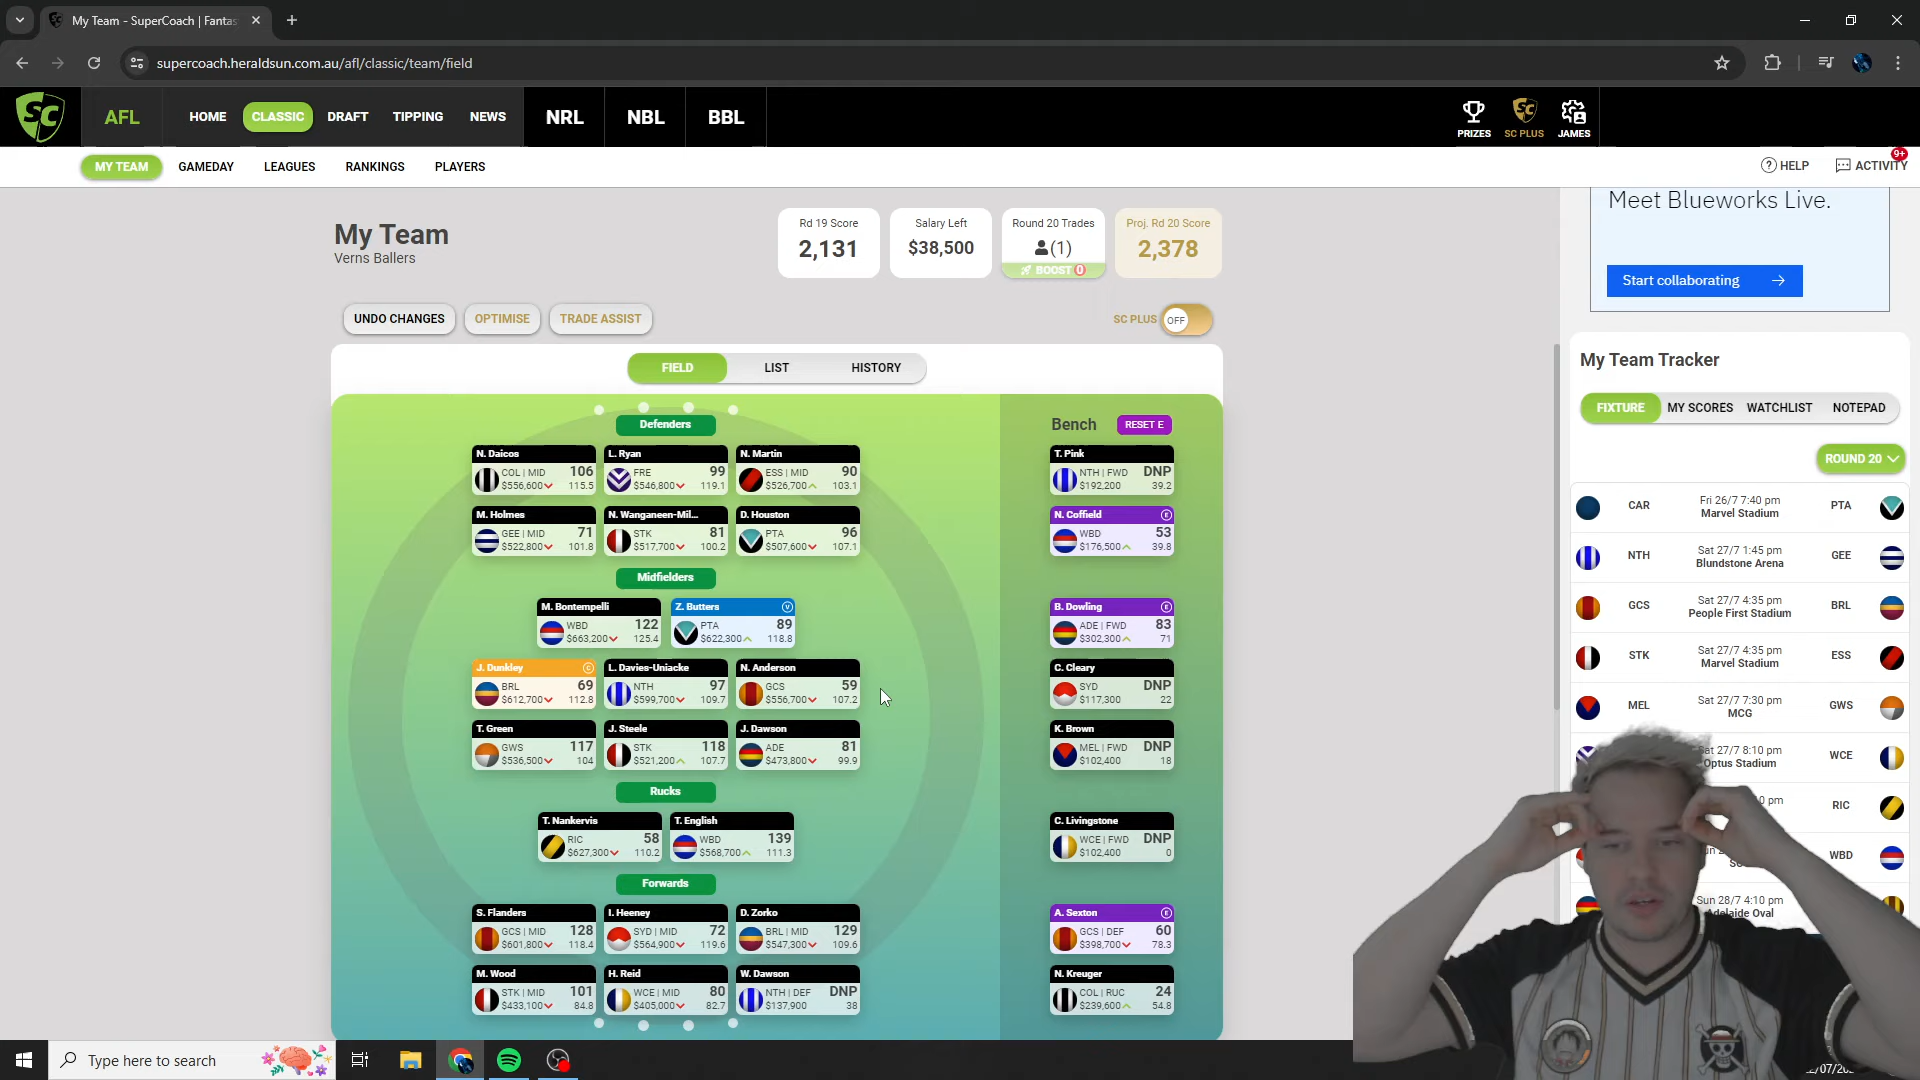 My Team - SuperCoach | Fantas
supercoach.heraldsun.com.au/afl/classic/team/field
SC AFL HOME CLASSIC DRAFT TIPPING NEWS NRL NBL BBL PRIZES SC PLUS JAMES
MY TEAM GAMEDAY LEAGUES RANKINGS PLAYERS HELP ACTIVITY 9+
Meet Blueworks Live.
Start collaborating
My Team
Verns Ballers
Rd 19 Score Salary Left Round 20 Trades Proj. Rd 20 Score
2,131 $38,500 (1) 2,378
BOOST 0
UNDO CHANGES OPTIMISE TRADE ASSIST SC PLUS OFF
FIELD LIST HISTORY
Defenders Bench RESET E
N. Daicos L. Ryan N. Martin T. Pink
COL | MID 106 FRE 99 ESS | MID 90 NTH | FWD DNP
$556,600 115.5 $546,800 119.1 $526,700 103.1 $192,200 39.2
M. Holmes N. Wanganeen-Mil... D. Houston N. Coffield E
GEE | MID 71 STK 81 PTA 96 WBD 53
$522,800 101.8 $517,700 100.2 $507,600 107.1 $176,500 39.8
Midfielders
M. Bontempelli Z. Butters V B. Dowling E
WBD 122 PTA 89 ADE | FWD 83
$663,200 125.4 $622,300 118.8 $302,300 71
J. Dunkley C L. Davies-Uniacke N. Anderson C. Cleary
BRL 69 NTH 97 GCS 59 SYD DNP
$612,700 112.8 $599,700 109.7 $556,700 107.2 $117,300 22
T. Green J. Steele J. Dawson K. Brown
GWS 117 STK 118 ADE 81 MEL | FWD DNP
$536,500 104 $521,200 107.7 $473,800 99.9 $102,400 18
Rucks
T. Nankervis T. English C. Livingstone
RIC 58 WBD 139 WCE | FWD DNP
$627,300 110.2 $568,700 111.3 $102,400 0
Forwards
S. Flanders I. Heeney D. Zorko A. Sexton E
GCS | MID 128 SYD | MID 72 BRL | MID 129 GCS | DEF 60
$601,800 118.4 $564,900 119.6 $547,300 109.6 $398,700 78.3
M. Wood H. Reid W. Dawson N. Kreuger
STK | MID 101 WCE | MID 80 NTH | DEF DNP COL | RUC 24
$433,100 84.8 $405,000 82.7 $137,900 38 $239,600 54.8
My Team Tracker
FIXTURE MY SCORES WATCHLIST NOTEPAD
ROUND 20
CAR Fri 26/7 7:40 pm PTA
Marvel Stadium
NTH Sat 27/7 1:45 pm GEE
Blundstone Arena
GCS Sat 27/7 4:35 pm BRL
People First Stadium
STK Sat 27/7 4:35 pm ESS
Marvel Stadium
MEL Sat 27/7 7:30 pm GWS
MCG
Sat 27/7 8:10 pm WCE
Optus Stadium
RIC
WBD
Sun 28/7 4:10 pm
Adelaide Oval
Type here to search